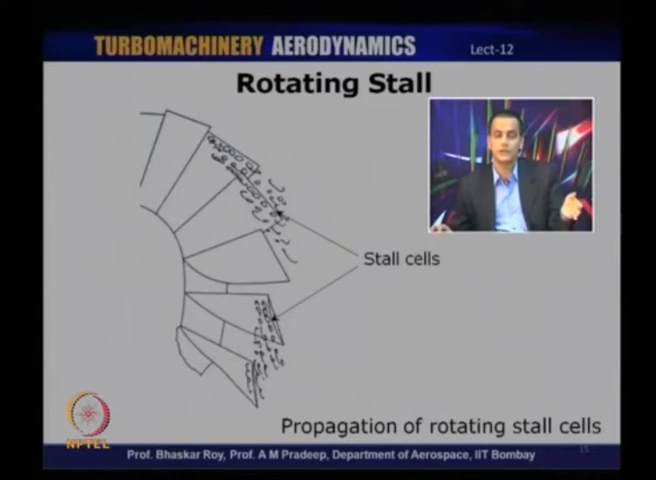 TURBOMACHINERY AERODYNAMICS Lect-12
Rotating Stall
Stall cells
Propagation of rotating stall cells
NPTEL
Prof. Bhaskar Roy, Prof. A M Pradeep, Department of Aerospace, IIT Bombay
15